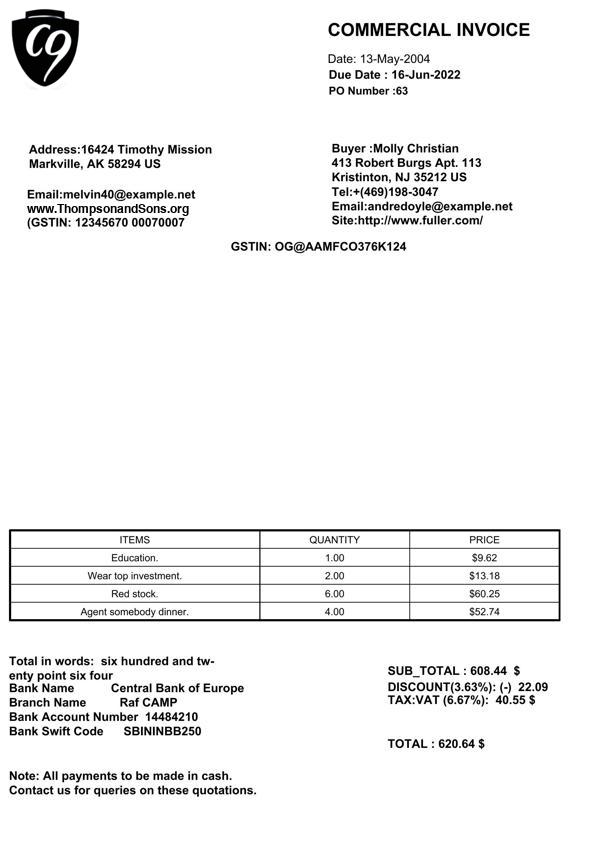 C9
COMMERCIAL INVOICE
Date: 13-May-2004
Due Date : 16-Jun-2022
PO Number :63
Address:16424 Timothy Mission
Markville, AK 58294 US
Email:melvin40@example.net
www.ThompsonandSons.org
(GSTIN: 12345670 00070007
Buyer :Molly Christian
413 Robert Burgs Apt. 113
Kristinton, NJ 35212 US
Tel:+(469)198-3047
Email:andredoyle@example.net
Site:http://www.fuller.com/
GSTIN: OG@AAMFCO376K124
ITEMS QUANTITY PRICE
Education. 1.00 $9.62
Wear top investment. 2.00 $13.18
Red stock. 6.00 $60.25
Agent somebody dinner. 4.00 $52.74
Total in words: six hundred and tw-
enty point six four
Bank Name Central Bank of Europe
Branch Name Raf CAMP
Bank Account Number 14484210
Bank Swift Code SBININBB250
SUB_TOTAL : 608.44 $
DISCOUNT(3.63%): (-) 22.09
TAX:VAT (6.67%): 40.55 $
TOTAL : 620.64 $
Note: All payments to be made in cash.
Contact us for queries on these quotations.